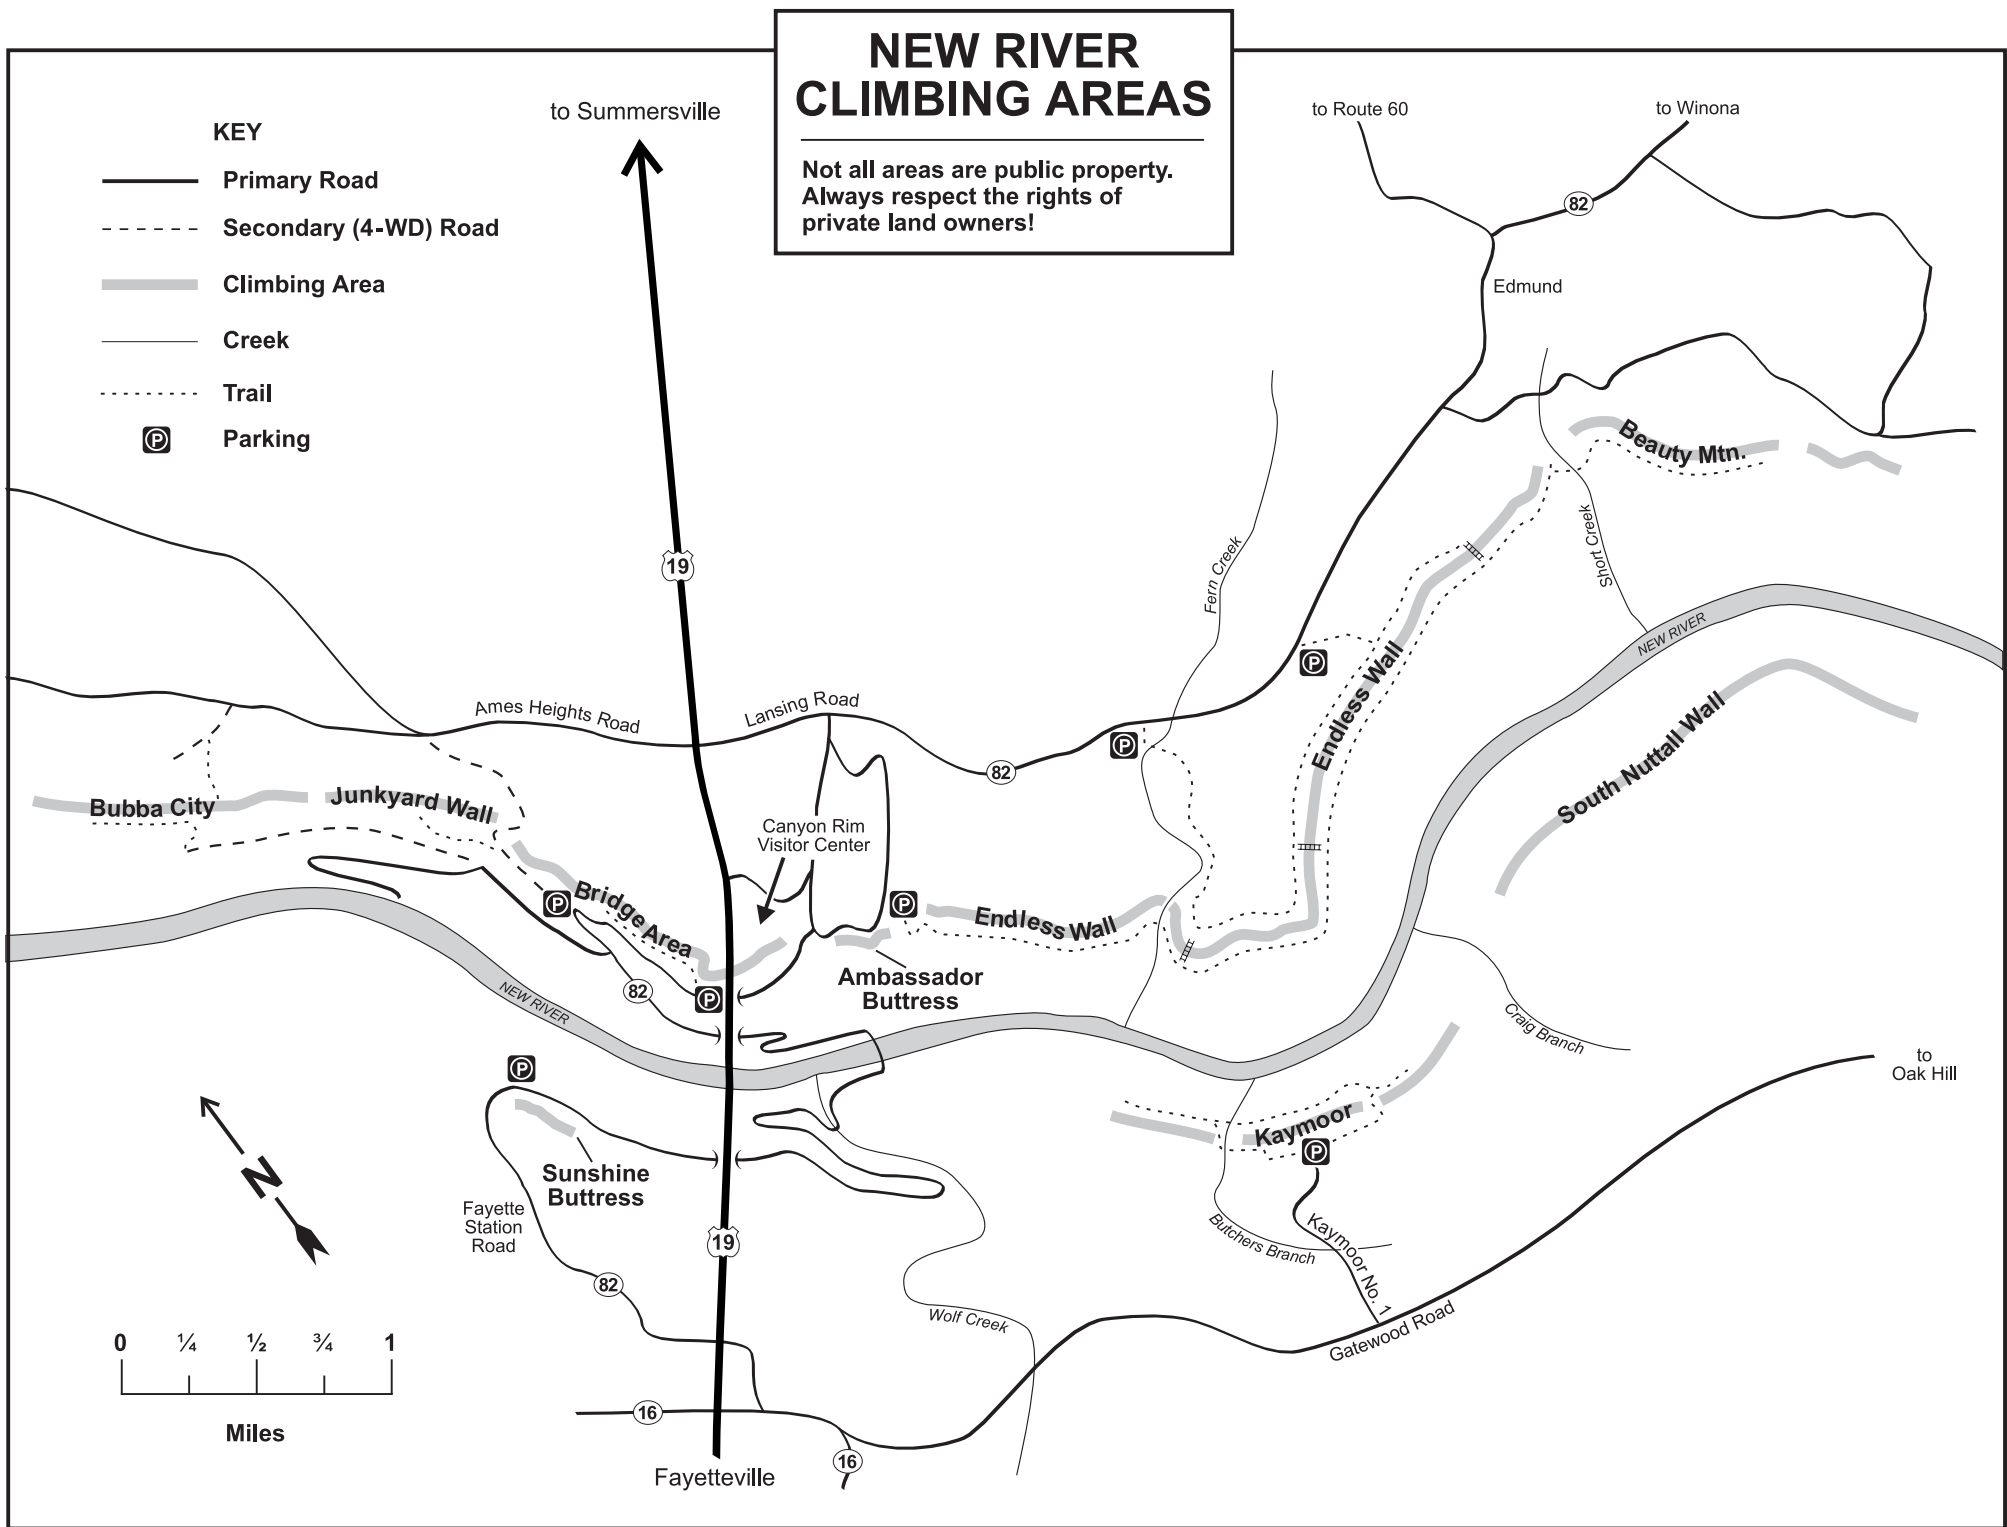 NEW RIVER
CLIMBING AREAS
Not all areas are public property.
Always respect the rights of
private land owners!
KEY
Primary Road
Secondary (4-WD) Road
Climbing Area
Creek
Trail
P
Parking
to Summersville
to Route 60
to Winona
82
Edmund
19
Fern Creek
Short Creek
Beauty Mtn.
NEW RIVER
P
Endless Wall
South Nuttall Wall
Ames Heights Road
Lansing Road
P
82
Bubba City
Junkyard Wall
Canyon Rim
Visitor Center
P
Bridge Area
P
Endless Wall
Ambassador
Buttress
82
P
NEW RIVER
Craig Branch
to
Oak Hill
P
Sunshine
Buttress
Kaymoor
P
N
Fayette
Station
Road
19
Butchers Branch
Kaymoor No. 1
82
Wolf Creek
Gatewood Road
0 ¼ ½ ¾ 1
Miles
16
16
Fayetteville